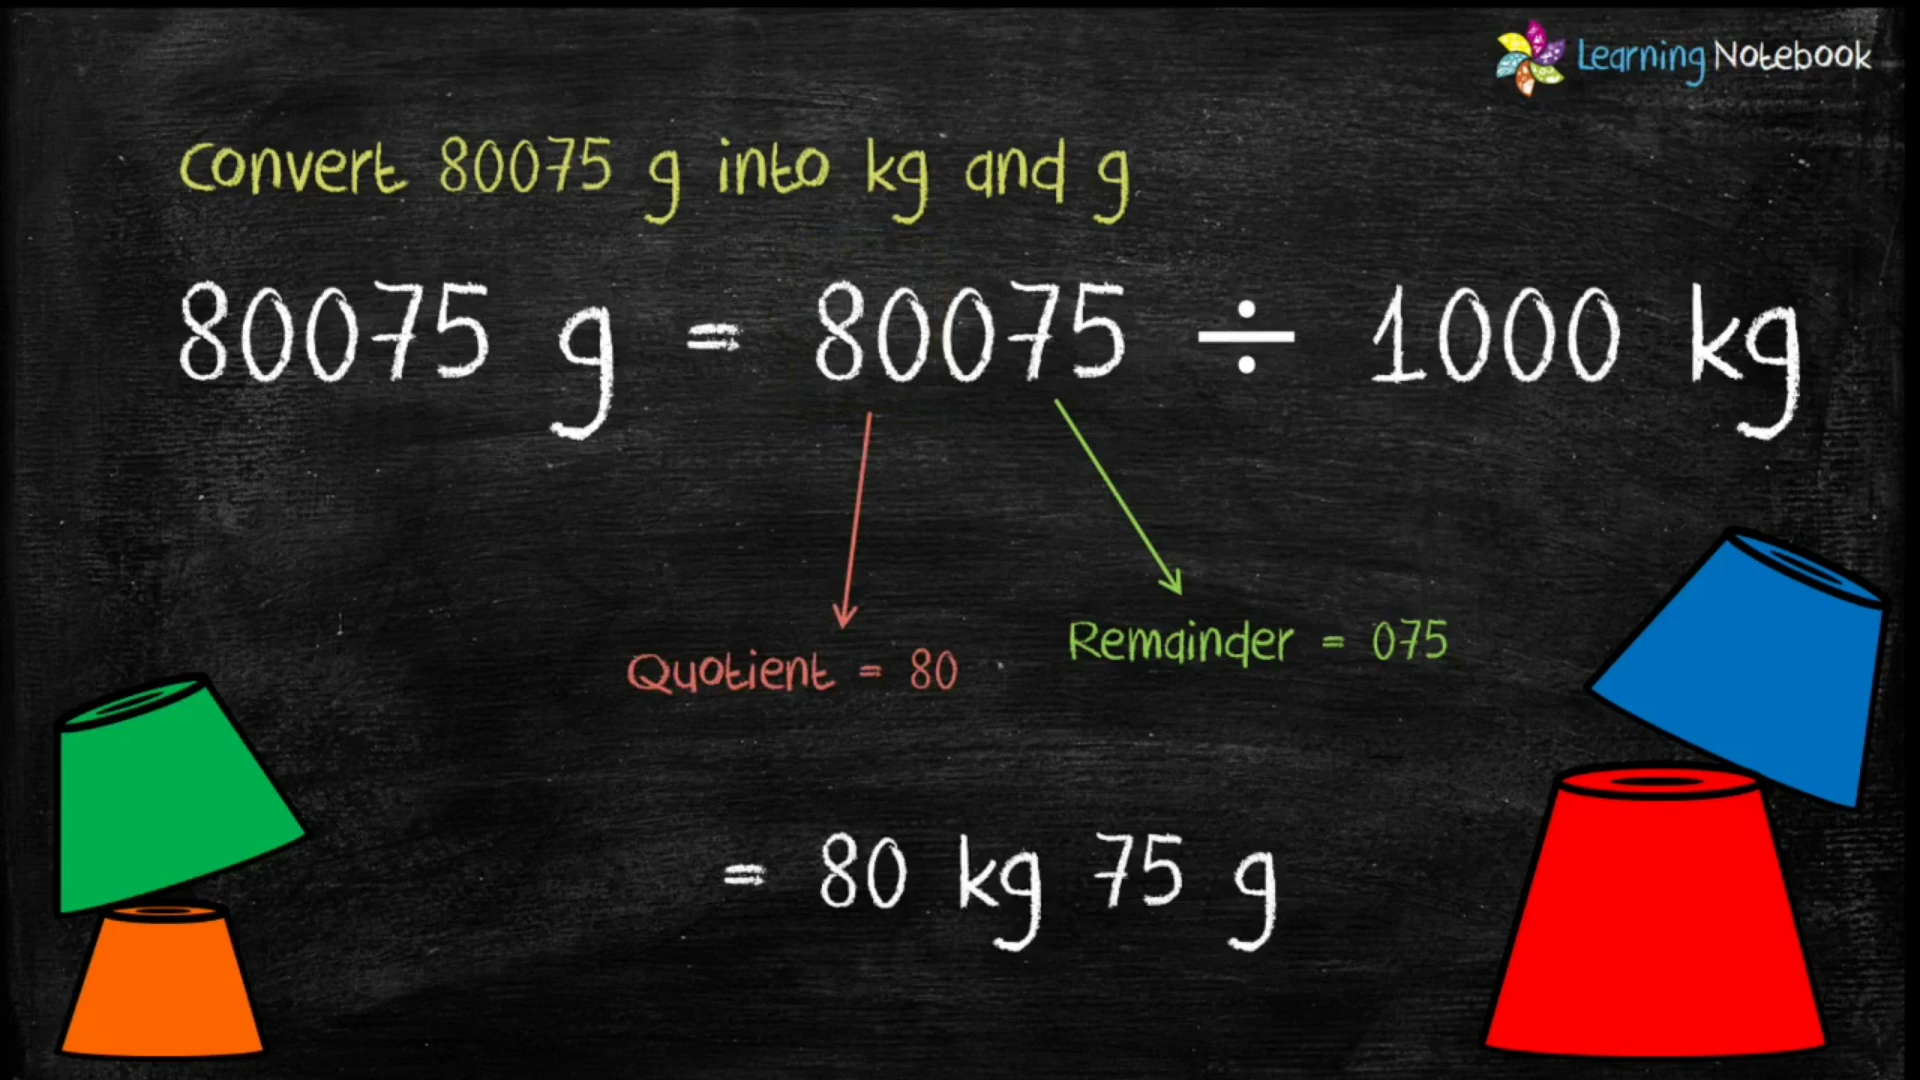 Learning Notebook
Convert 80075 g into kg and g
80075 g = 80075 ÷ 1000 kg
Quotient = 80
Remainder = 075
= 80 kg 75 g